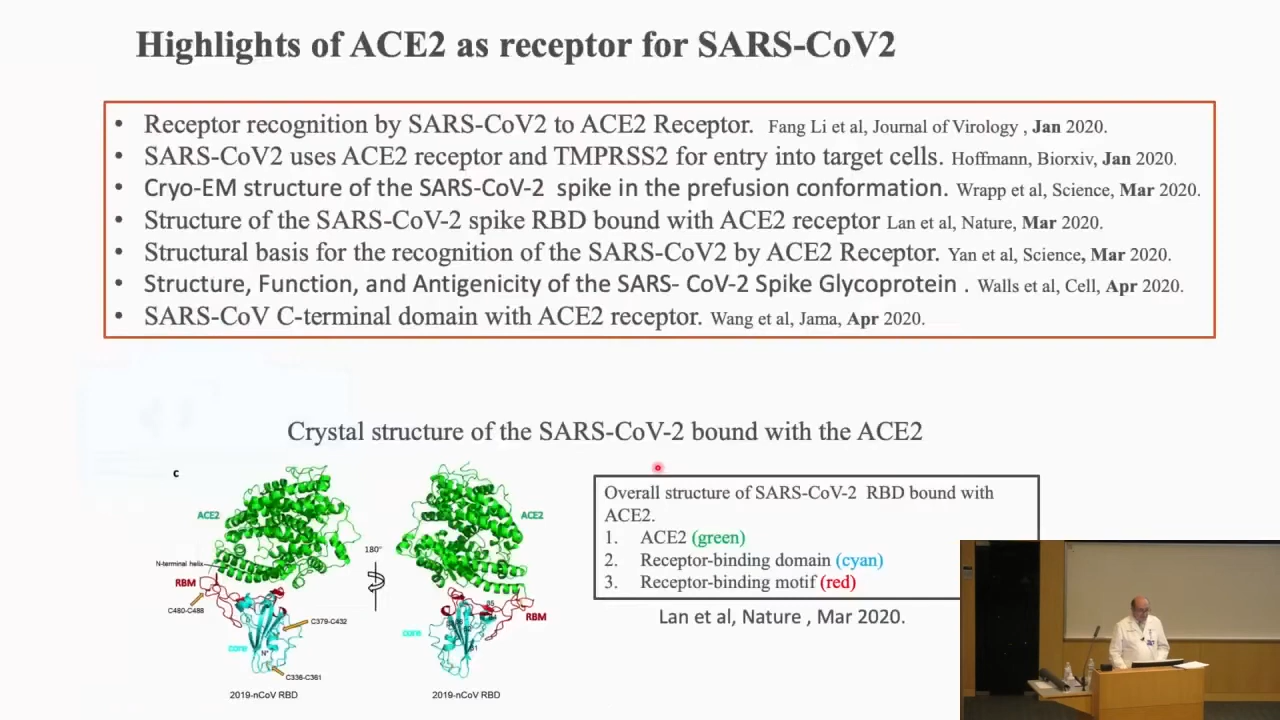 Highlights of ACE2 as receptor for SARS-CoV2
• Receptor recognition by SARS-CoV2 to ACE2 Receptor. Fang Li et al, Journal of Virology , Jan 2020.
• SARS-CoV2 uses ACE2 receptor and TMPRSS2 for entry into target cells. Hoffmann, Biorxiv, Jan 2020.
• Cryo-EM structure of the SARS-CoV-2 spike in the prefusion conformation. Wrapp et al, Science, Mar 2020.
• Structure of the SARS-CoV-2 spike RBD bound with ACE2 receptor Lan et al, Nature, Mar 2020.
• Structural basis for the recognition of the SARS-CoV2 by ACE2 Receptor. Yan et al, Science, Mar 2020.
• Structure, Function, and Antigenicity of the SARS- CoV-2 Spike Glycoprotein . Walls et al, Cell, Apr 2020.
• SARS-CoV C-terminal domain with ACE2 receptor. Wang et al, Jama, Apr 2020.
Crystal structure of the SARS-CoV-2 bound with the ACE2
c
ACE2
N-terminal helix
RBM
C480-C488
C379-C432
core
N
C336-C361
2019-nCoV RBD
180°
ACE2
RBM
core
2019-nCoV RBD
Overall structure of SARS-CoV-2 RBD bound with
ACE2.
1. ACE2 (green)
2. Receptor-binding domain (cyan)
3. Receptor-binding motif (red)
Lan et al, Nature , Mar 2020.